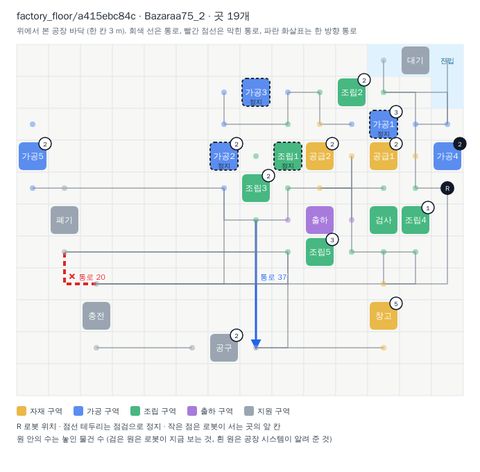 factory_floor/a415ebc84c · Bazaraa75_2 · 곳 19개
위에서 본 공장 바닥 (한 칸 3 m). 회색 선은 통로, 빨간 점선은 막힌 통로, 파란 화살표는 한 방향 통로
대기
진입
가공3
정지
조립2
2
가공1
정지
3
가공5
2
가공2
정지
2
조립1
정지
공급2
2
공급1
2
가공4
2
조립3
2
R
폐기
출하
검사
조립4
1
조립5
3
✖ 통로 20
통로 37
충전
창고
5
공구
2
자재 구역
가공 구역
조립 구역
출하 구역
지원 구역
R 로봇 위치 · 점선 테두리는 점검으로 정지 · 작은 점은 로봇이 서는 곳의 앞 칸
원 안의 수는 놓인 물건 수 (검은 원은 로봇이 지금 보는 것, 흰 원은 공장 시스템이 알려 준 것)